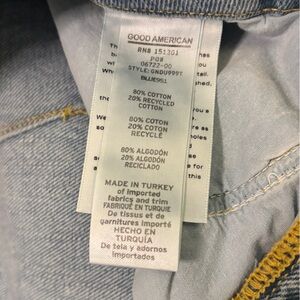 GOOD AMERICAN
RN# 151301
PO#
06722-00
STYLE: GNDU999T
BLUE961
80% COTTON
20% RECYCLED
COTTON
80% COTON
20% COTON
RECYCLÉ
80% ALGODÓN
20% ALGODÓN
RECICLADO
MADE IN TURKEY
of imported
fabrics and trim
FABRIQUÉ EN TURQUIE
De tissus et de
garnitures importé
HECHO EN
TURQUÍA
De tela y adornos
importados